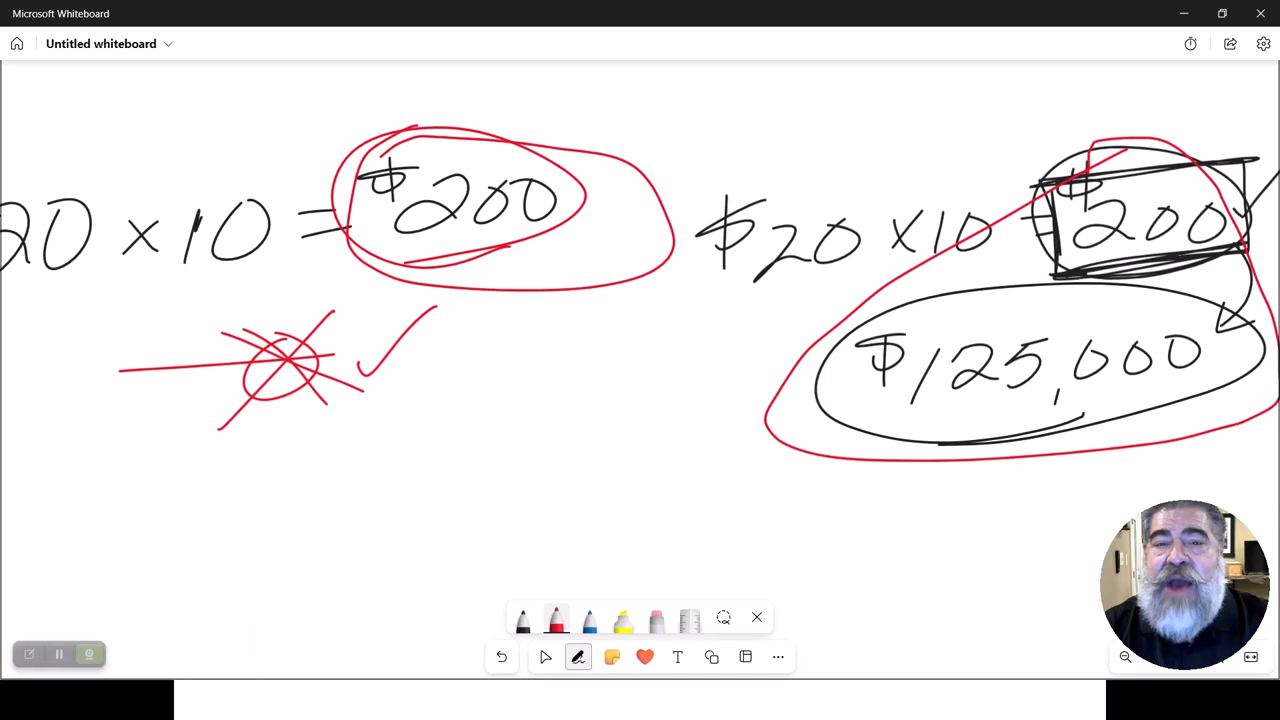 Microsoft Whiteboard
Untitled whiteboard
20 x 10 = $200
$20 x 10 = $200
$125,000
T